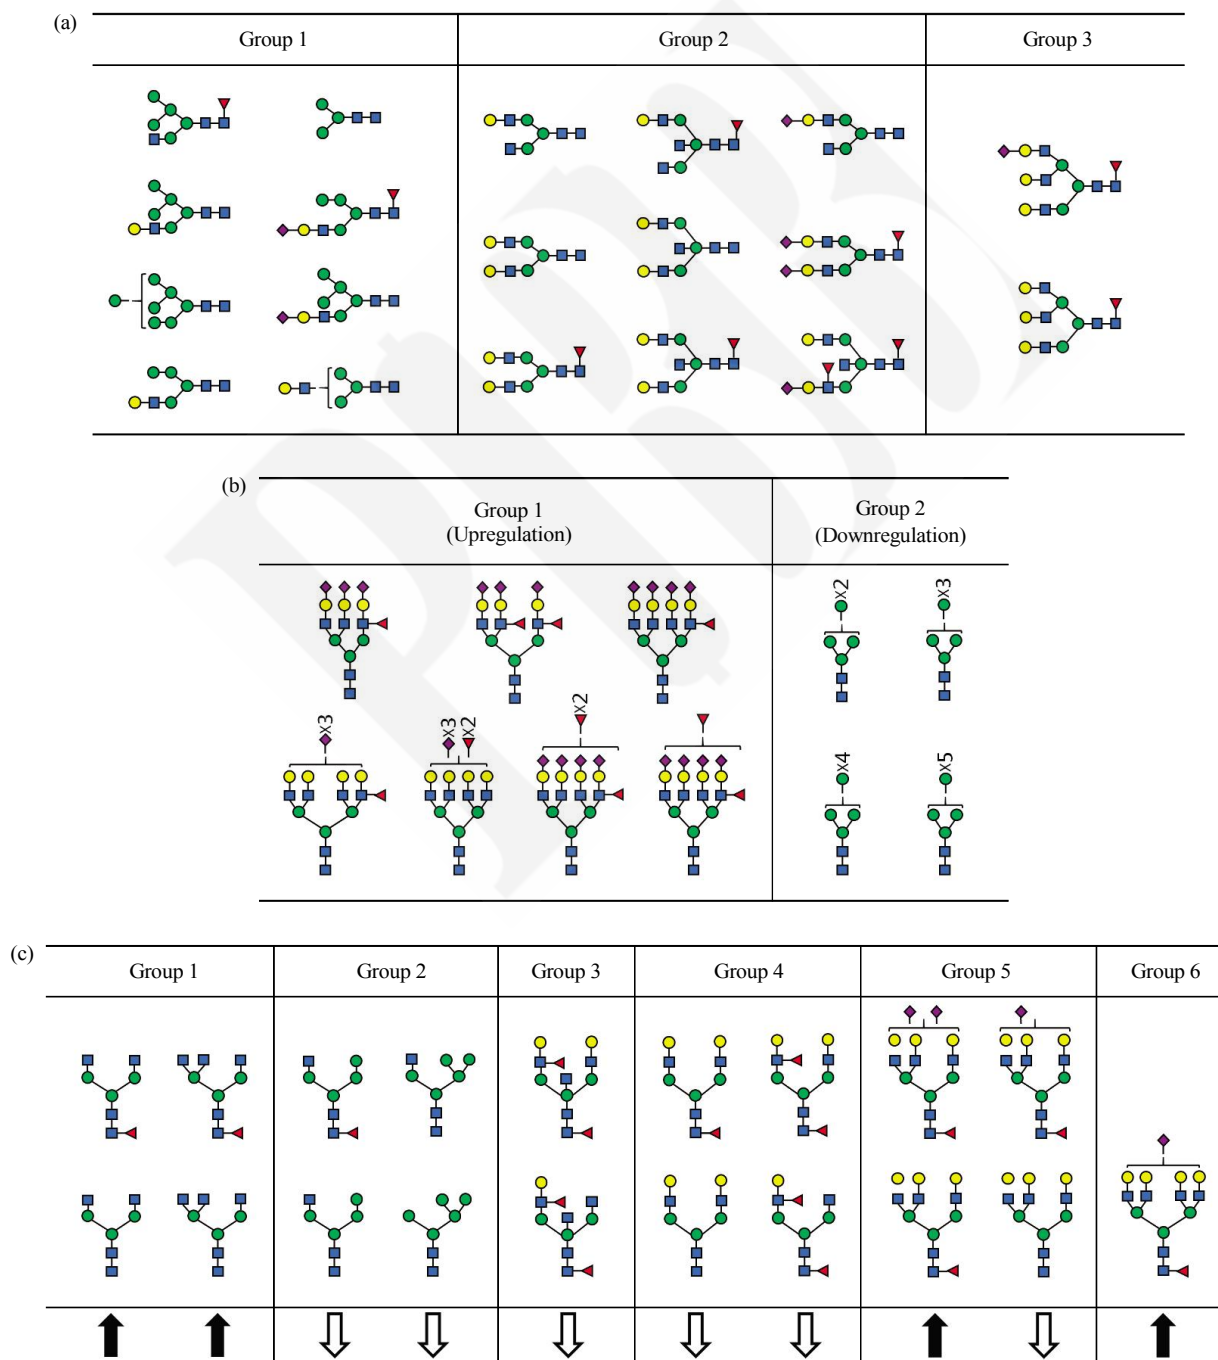 (a)
Group 1 Group 2 Group 3
(b)
Group 1
(Upregulation)
Group 2
(Downregulation)
x2 x3
x2
x3 x3 x2
x4 x5
(c)
Group 1 Group 2 Group 3 Group 4 Group 5 Group 6